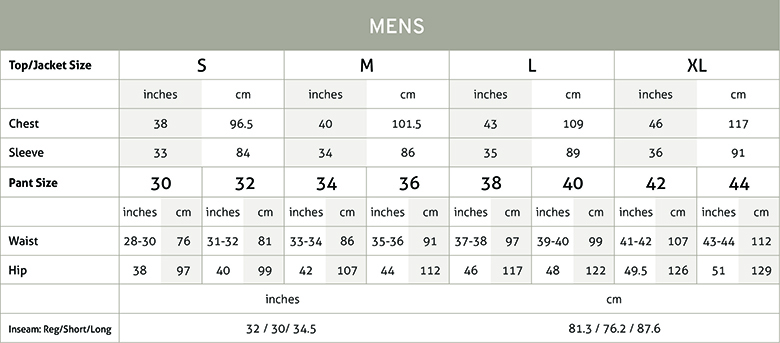 MENS
Top/Jacket Size S M L XL
inches cm inches cm inches cm inches cm
Chest 38 96.5 40 101.5 43 109 46 117
Sleeve 33 84 34 86 35 89 36 91
Pant Size 30 32 34 36 38 40 42 44
inches cm inches cm inches cm inches cm inches cm inches cm inches cm inches cm
Waist 28-30 76 31-32 81 33-34 86 35-36 91 37-38 97 39-40 99 41-42 107 43-44 112
Hip 38 97 40 99 42 107 44 112 46 117 48 122 49.5 126 51 129
inches cm
Inseam: Reg/Short/Long 32 / 30/ 34.5 81.3 / 76.2 / 87.6